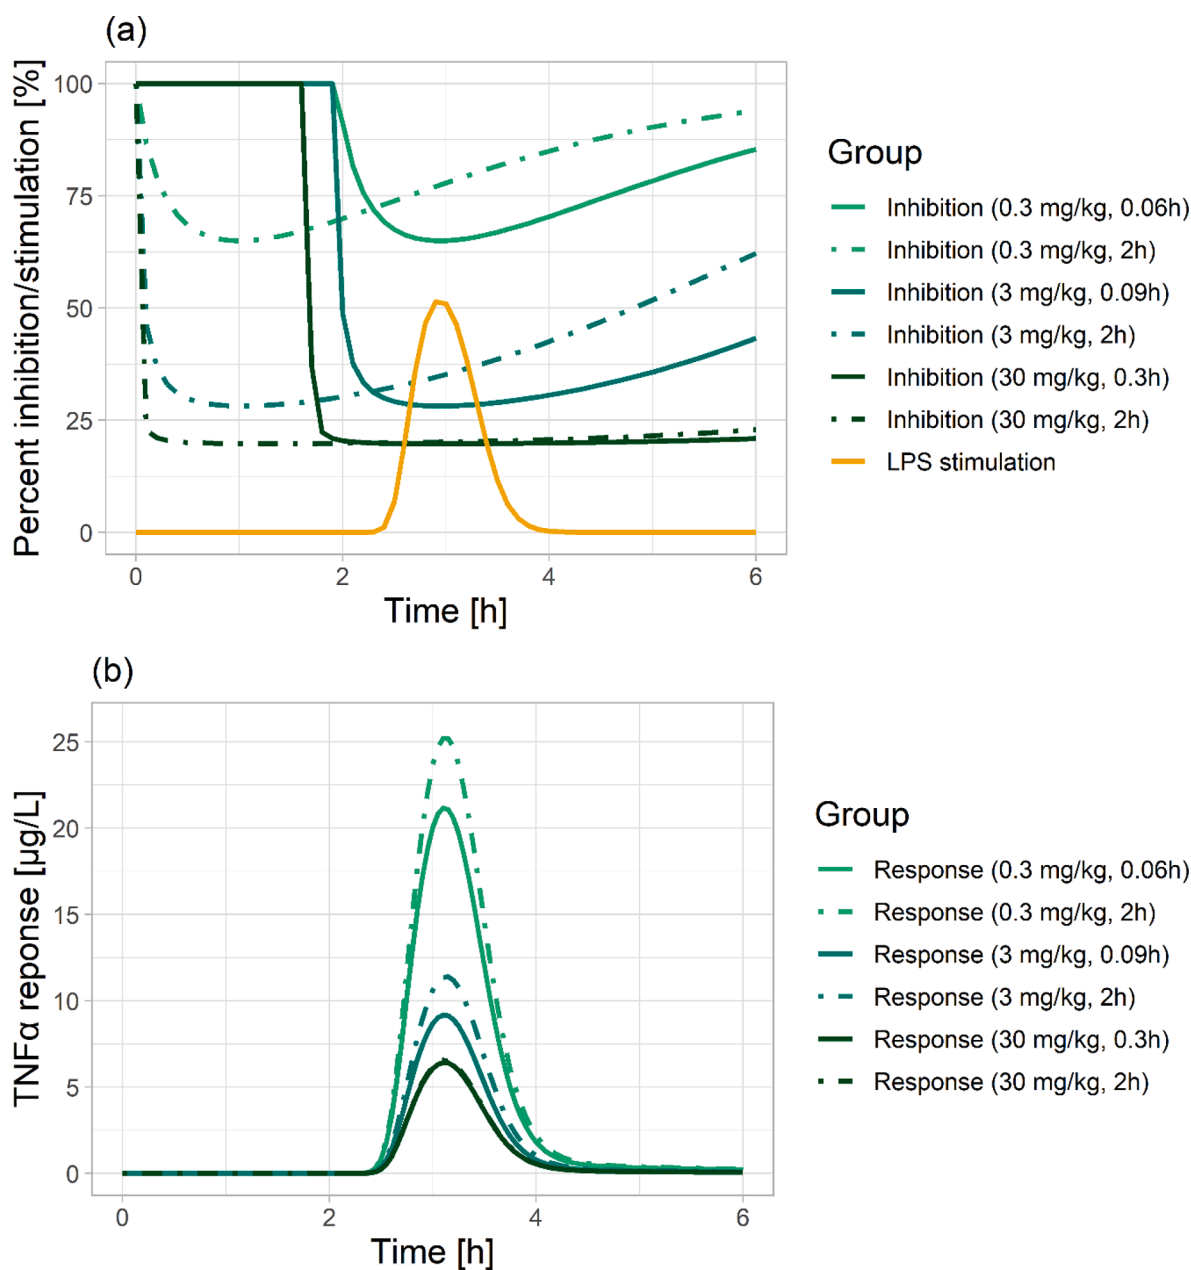 (a)
Percent inhibition/stimulation [%]
100
75
50
25
0
0 2 4 6
Time [h]
Group
Inhibition (0.3 mg/kg, 0.06h)
Inhibition (0.3 mg/kg, 2h)
Inhibition (3 mg/kg, 0.09h)
Inhibition (3 mg/kg, 2h)
Inhibition (30 mg/kg, 0.3h)
Inhibition (30 mg/kg, 2h)
LPS stimulation
(b)
TNFα reponse [µg/L]
25
20
15
10
5
0
0 2 4 6
Time [h]
Group
Response (0.3 mg/kg, 0.06h)
Response (0.3 mg/kg, 2h)
Response (3 mg/kg, 0.09h)
Response (3 mg/kg, 2h)
Response (30 mg/kg, 0.3h)
Response (30 mg/kg, 2h)